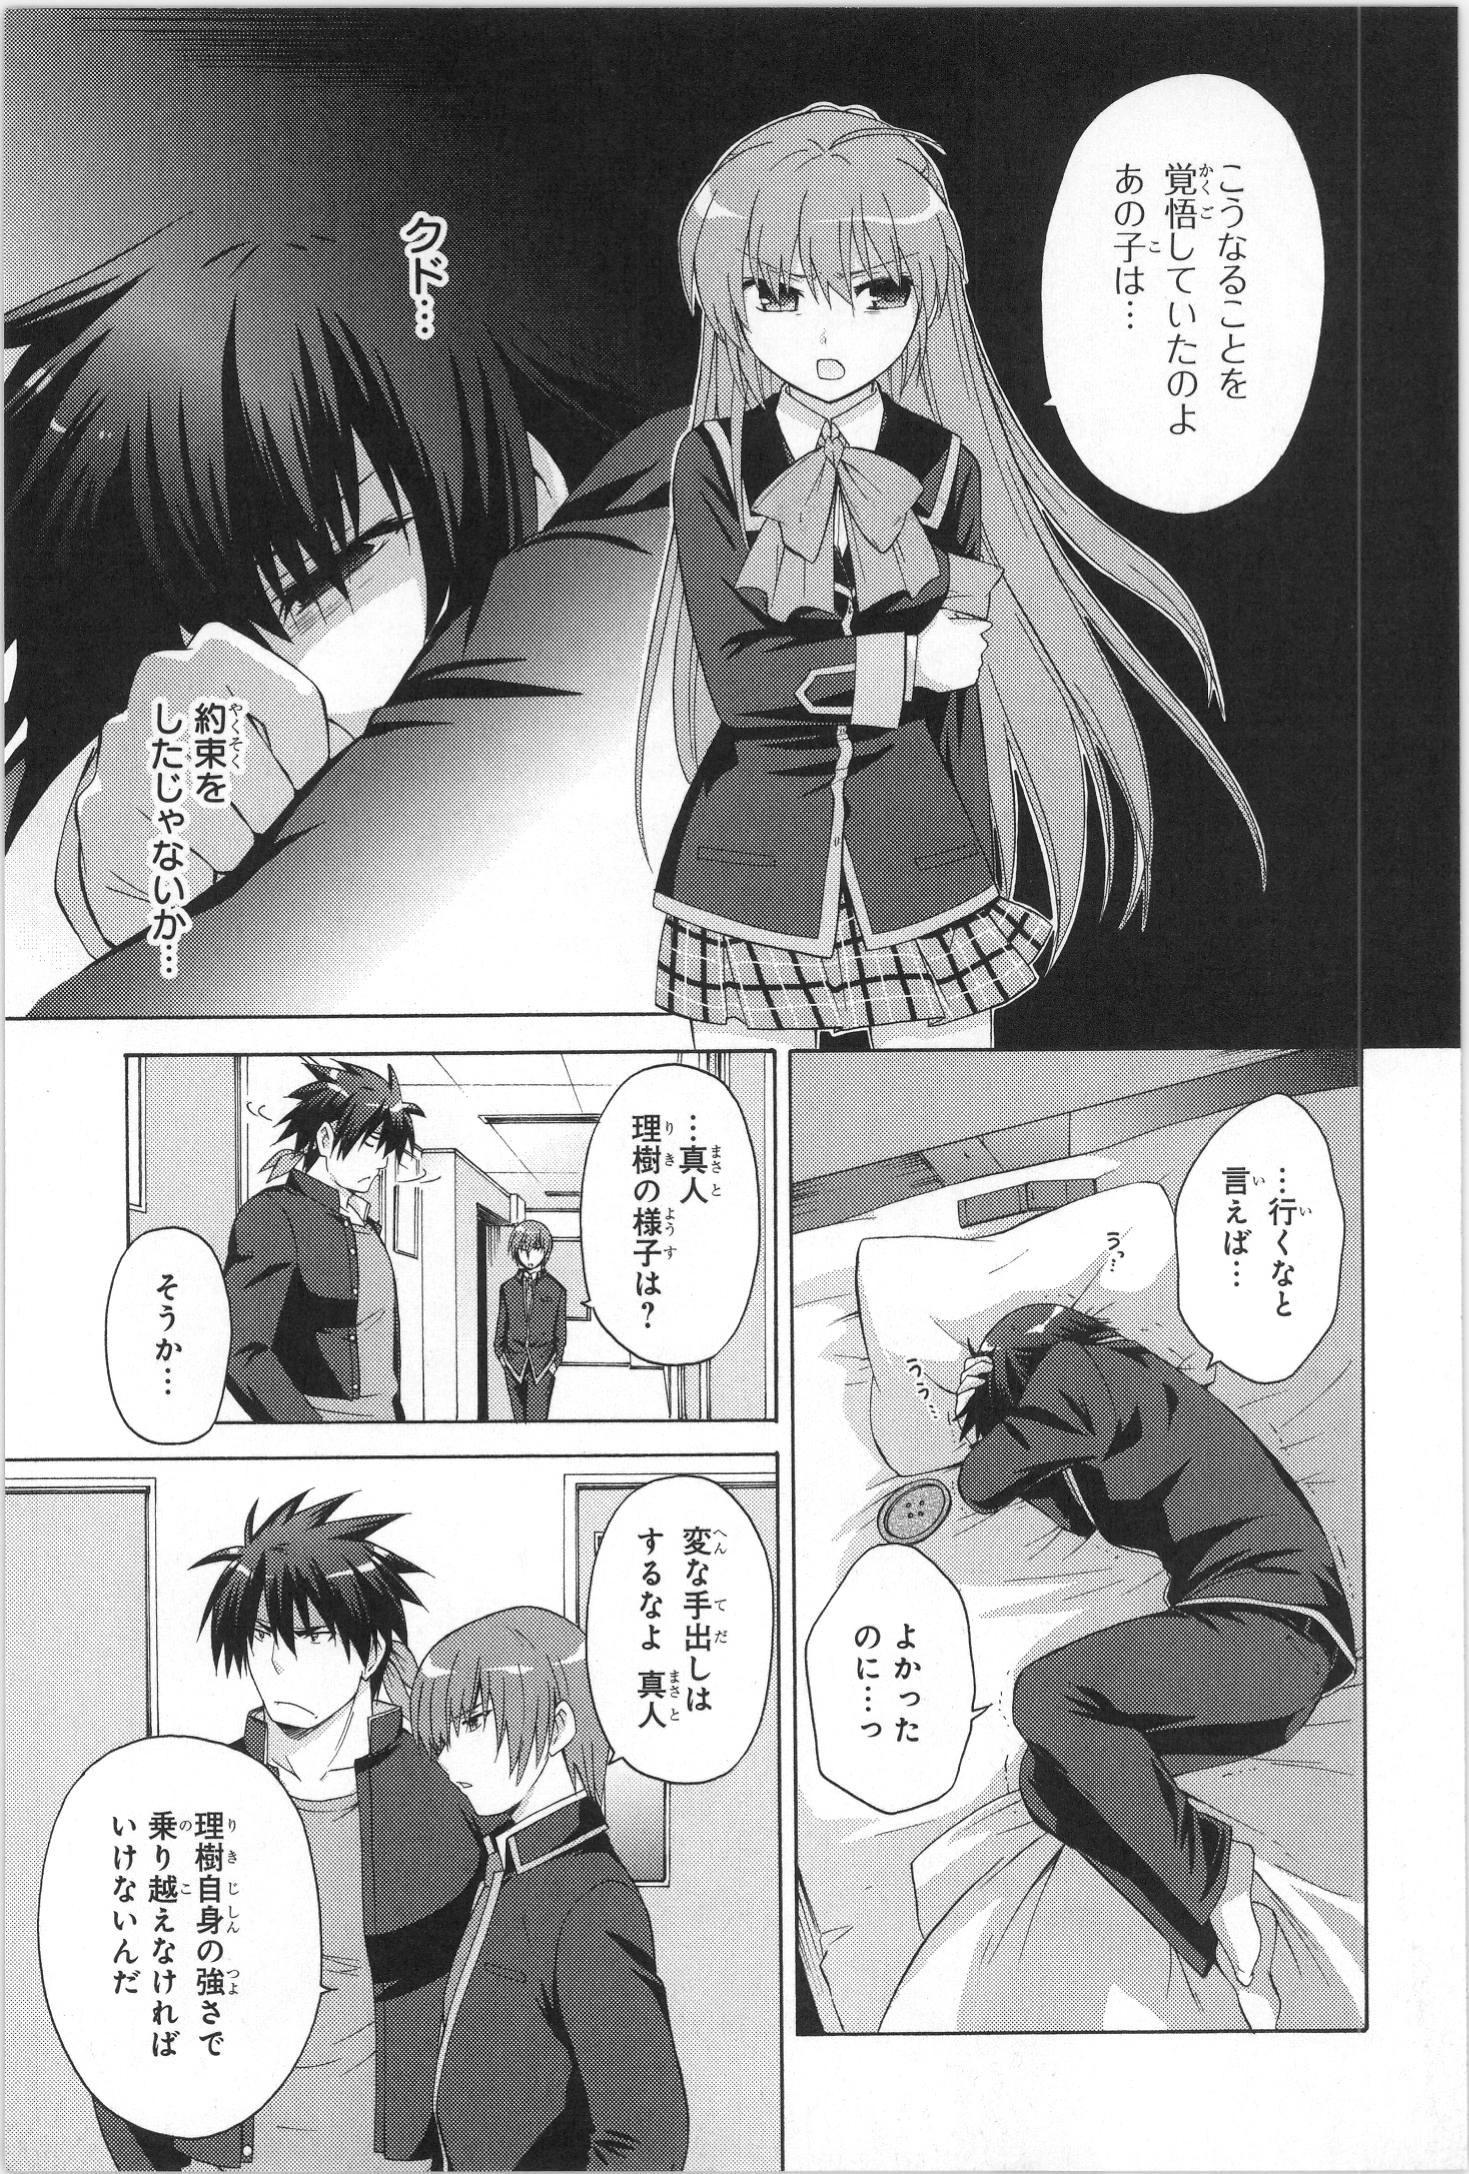 こうなることを
覚悟していたのよ
あの子は…
クド…
約束を
したじゃないか…
…行くなと
言えば…
うっ…
ううう…
よかった
のに…っ
…真人
理樹の様子は?
そうか…
変な手出しは
するなよ 真人
理樹自身の強さで
乗り越えなければ
いけないんだ